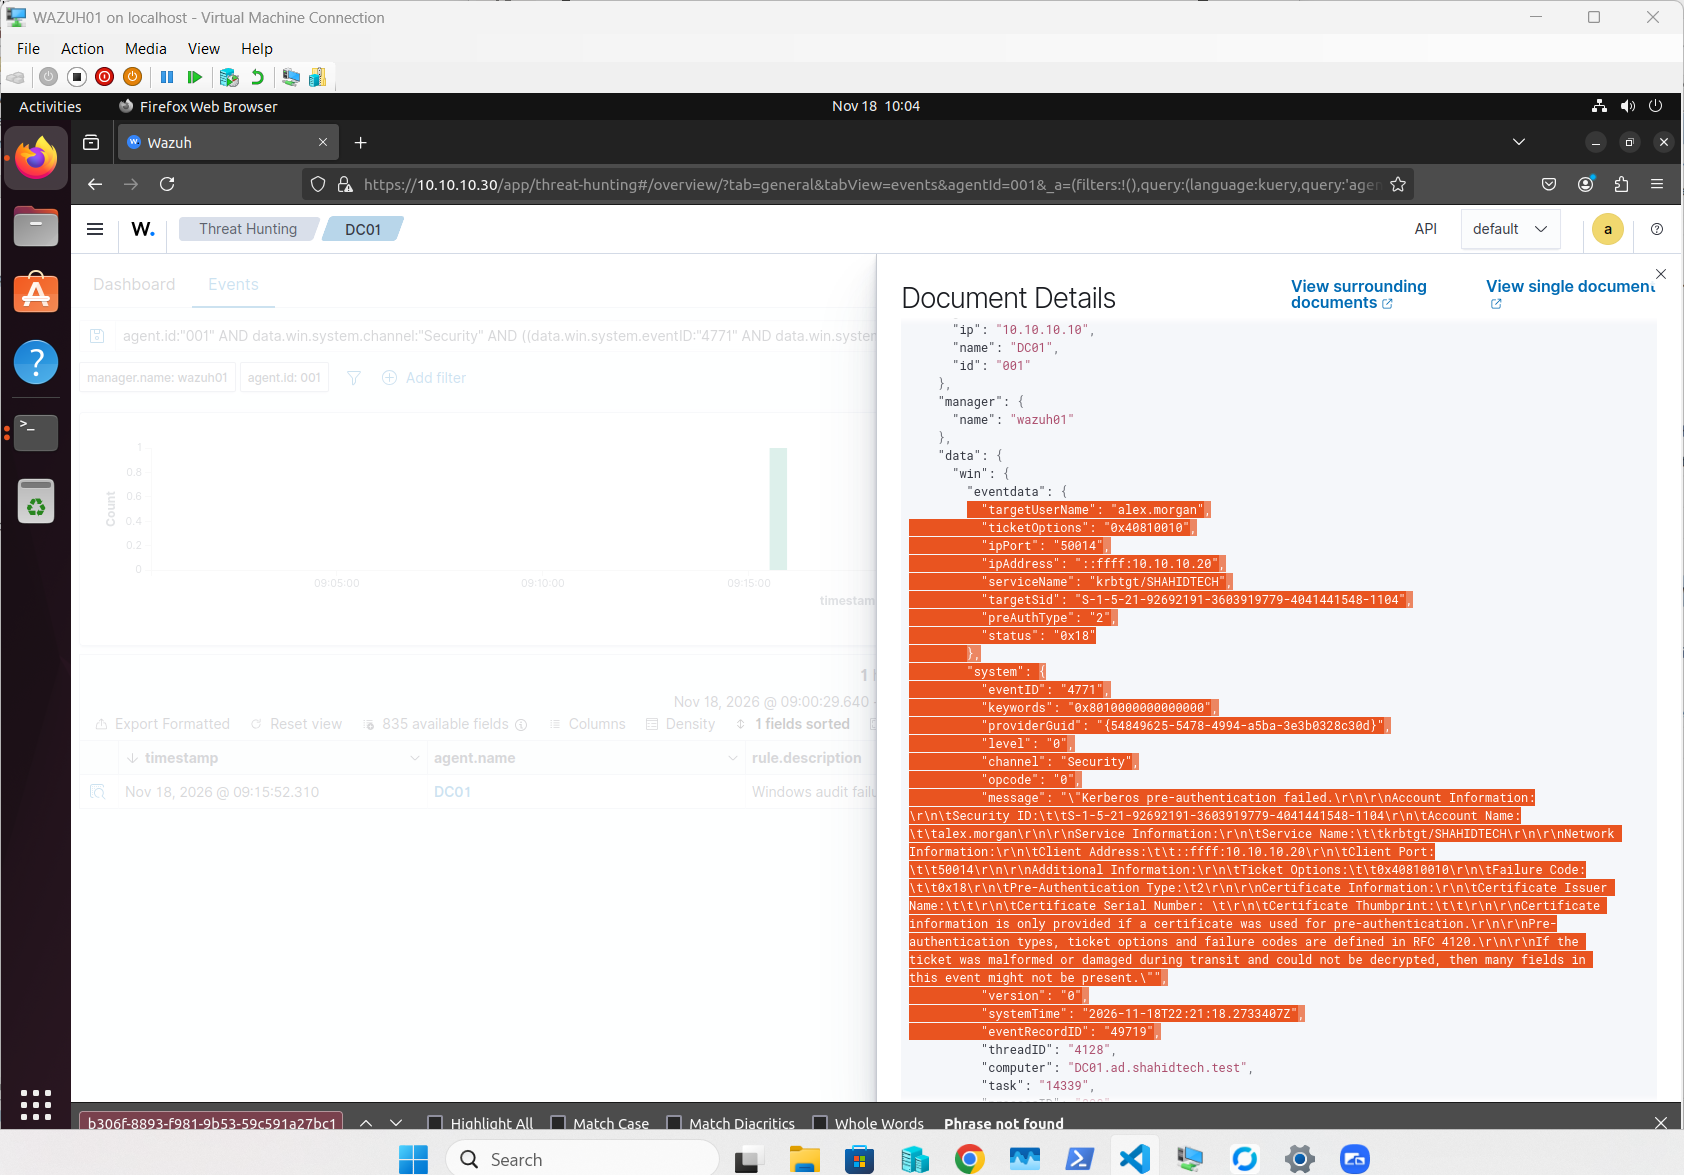 WAZUH01 on localhost - Virtual Machine Connection
File Action Media View Help
Activities Firefox Web Browser Nov 18 10:04
Wazuh
https://10.10.10.30/app/threat-hunting#/overview/?tab=general&tabView=events&agentId=001&_a=(filters:!(),query:(language:kuery,query:'agen
W. Threat Hunting DC01 API default a
Dashboard Events
agent.id:"001" AND data.win.system.channel:"Security" AND ((data.win.system.eventID:"4771" AND data.win.system
manager.name: wazuh01 agent.id: 001 Add filter
Count
1
0.8
0.6
0.4
0.2
0
09:05:00 09:10:00 09:15:00
timestam
1
Nov 18, 2026 @ 09:00:29.640 -
Export Formatted Reset view 835 available fields Columns Density 1 fields sorted
timestamp agent.name rule.description
Nov 18, 2026 @ 09:15:52.310 DC01 Windows audit failu
Document Details
View surrounding documents
View single document
"ip": "10.10.10.10",
"name": "DC01",
"id": "001"
},
"manager": {
"name": "wazuh01"
},
"data": {
"win": {
"eventdata": {
"targetUserName": "alex.morgan",
"ticketOptions": "0x40810010",
"ipPort": "50014",
"ipAddress": "::ffff:10.10.10.20",
"serviceName": "krbtgt/SHAHIDTECH",
"targetSid": "S-1-5-21-92692191-3603919779-4041441548-1104",
"preAuthType": "2",
"status": "0x18"
},
"system": {
"eventID": "4771",
"keywords": "0x8010000000000000",
"providerGuid": "{54849625-5478-4994-a5ba-3e3b0328c30d}",
"level": "0",
"channel": "Security",
"opcode": "0",
"message": "\"Kerberos pre-authentication failed.\r\n\r\nAccount Information:
\r\n\tSecurity ID:\t\tS-1-5-21-92692191-3603919779-4041441548-1104\r\n\tAccount Name:
\t\talex.morgan\r\n\r\nService Information:\r\n\tService Name:\t\tkrbtgt/SHAHIDTECH\r\n\r\nNetwork
Information:\r\n\tClient Address:\t\t::ffff:10.10.10.20\r\n\tClient Port:
\t\t50014\r\n\r\nAdditional Information:\r\n\tTicket Options:\t\t0x40810010\r\n\tFailure Code:
\t\t0x18\r\n\tPre-Authentication Type:\t2\r\n\r\nCertificate Information:\r\n\tCertificate Issuer
Name:\t\t\r\n\tCertificate Serial Number: \t\r\n\tCertificate Thumbprint:\t\t\r\n\r\nCertificate
information is only provided if a certificate was used for pre-authentication.\r\n\r\nPre-
authentication types, ticket options and failure codes are defined in RFC 4120.\r\n\r\nIf the
ticket was malformed or damaged during transit and could not be decrypted, then many fields in
this event might not be present.\"",
"version": "0",
"systemTime": "2026-11-18T22:21:18.2733407Z",
"eventRecordID": "49719",
"threadID": "4128",
"computer": "DC01.ad.shahidtech.test",
"task": "14339",
b306f-8893-f981-9b53-59c591a27bc1 Highlight All Match Case Match Diacritics Whole Words Phrase not found
Search